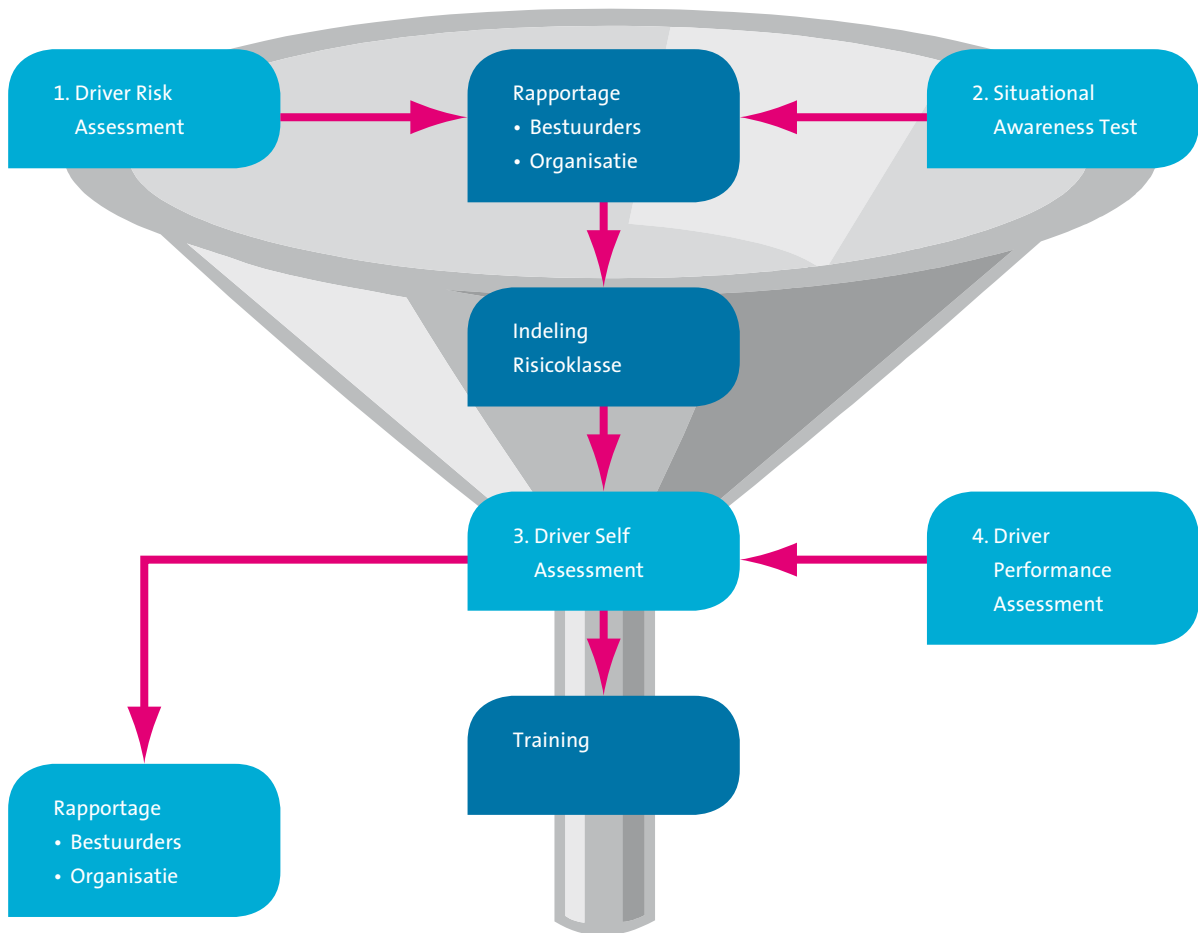 1. Driver Risk
Assessment
Rapportage
• Bestuurders
• Organisatie
2. Situational
Awareness Test
Indeling
Risicoklasse
3. Driver Self
Assessment
4. Driver
Performance
Assessment
Training
Rapportage
• Bestuurders
• Organisatie